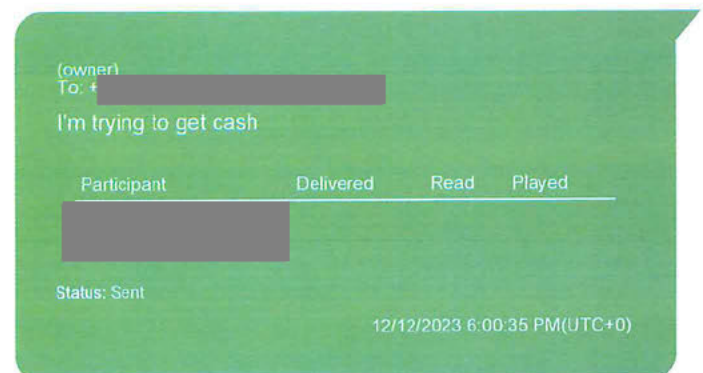 (owner)
To: +
I'm trying to get cash
Participant Delivered Read Played
Status: Sent
12/12/2023 6:00:35 PM(UTC+0)